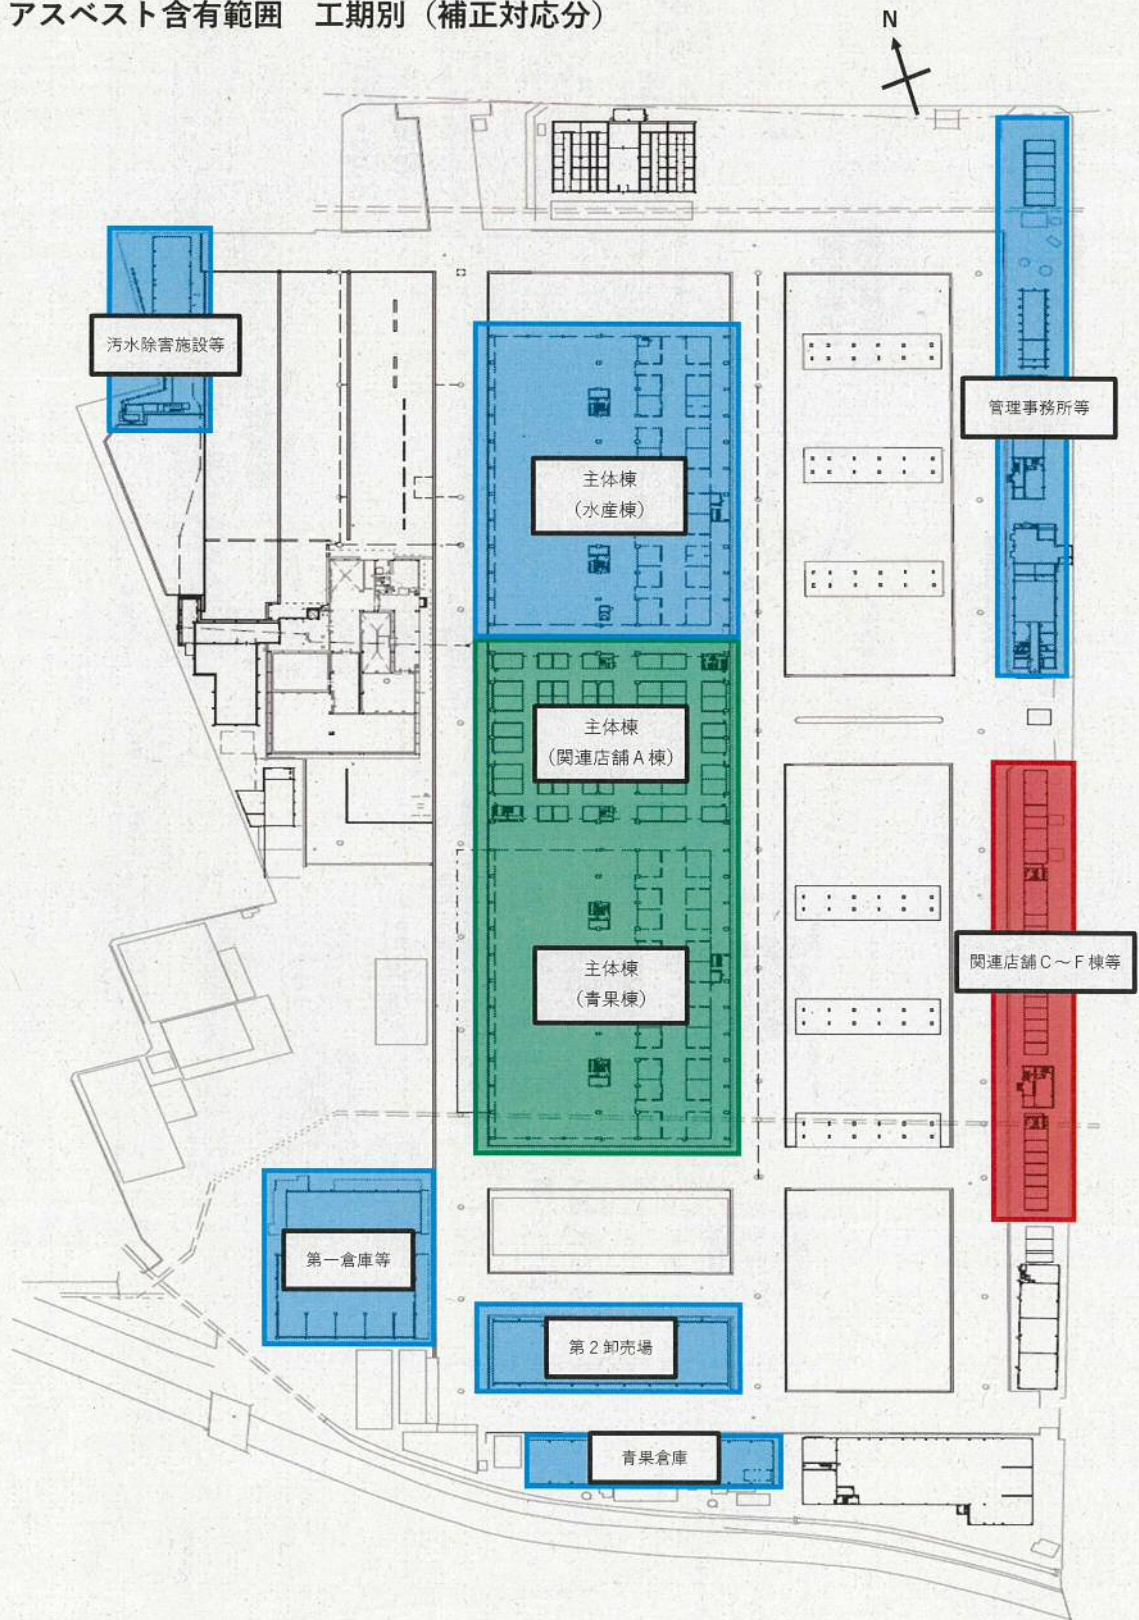 アスベスト含有範囲　工期別（補正対応分）
N
汚水除害施設等
管理事務所等
主体棟
（水産棟）
主体棟
（関連店舗Ａ棟）
関連店舗Ｃ～Ｆ棟等
主体棟
（青果棟）
第一倉庫等
第２卸売場
青果倉庫